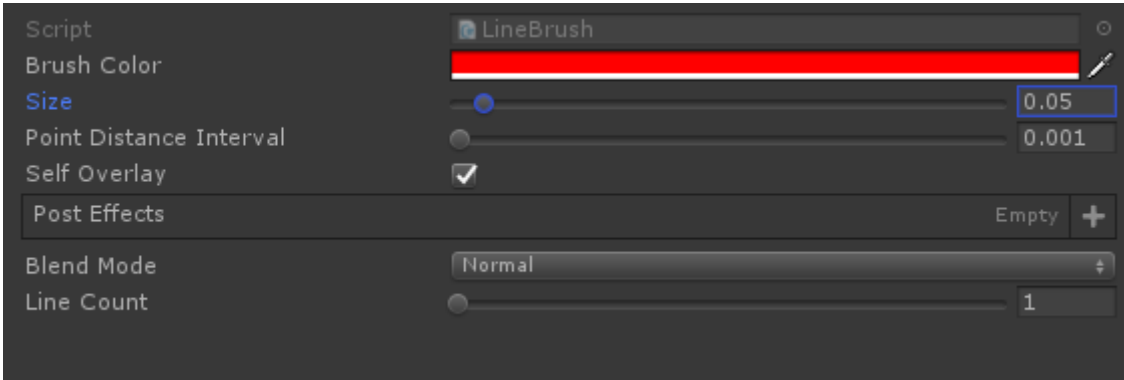 Script LineBrush
Brush Color
Size 0.05
Point Distance Interval 0.001
Self Overlay
Post Effects Empty
Blend Mode Normal
Line Count 1